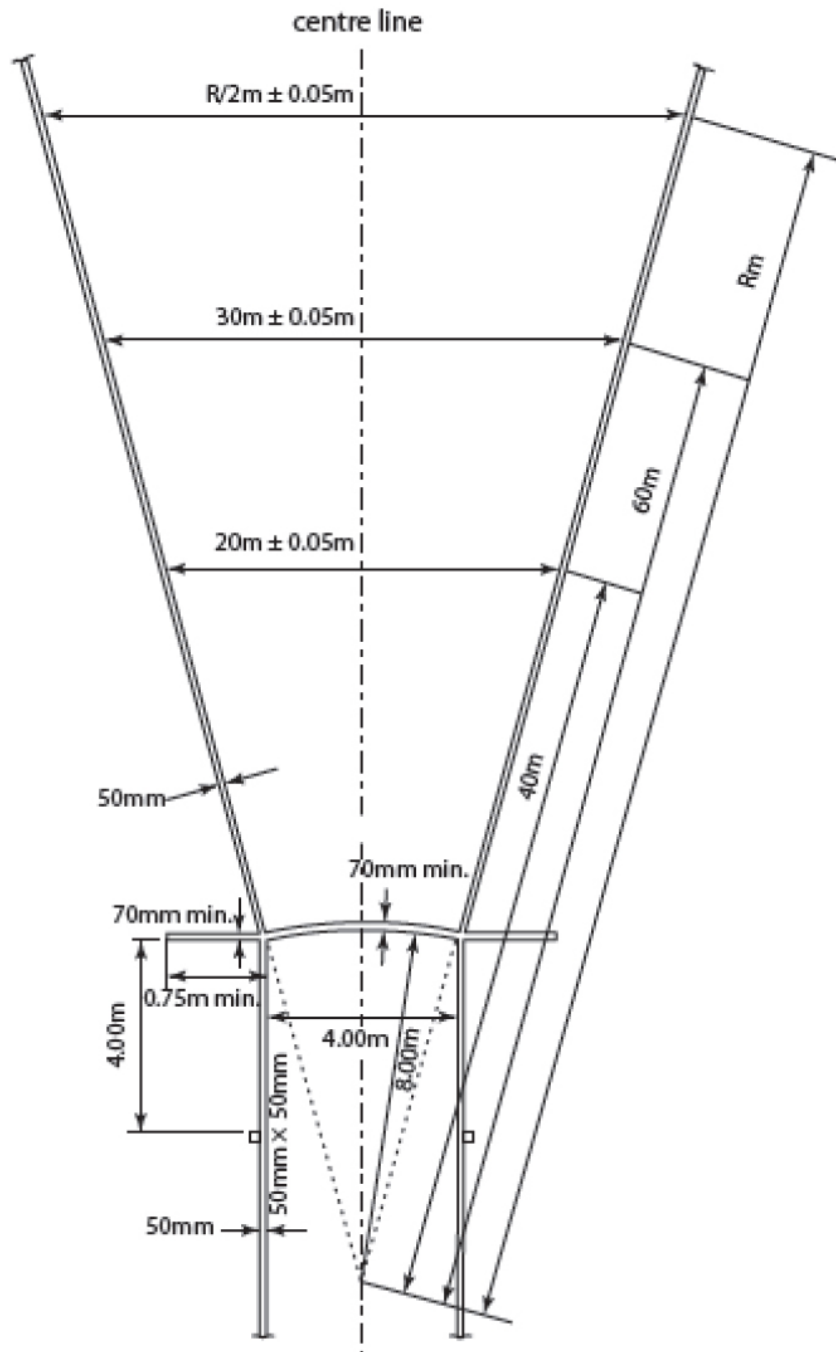 centre line
R/2m ± 0.05m
Rm
30m ± 0.05m
60m
20m ± 0.05m
40m
50mm
70mm min.
70mm min.
0.75m min.
4.00m
4.00m
8.00m
50mm × 50mm
50mm